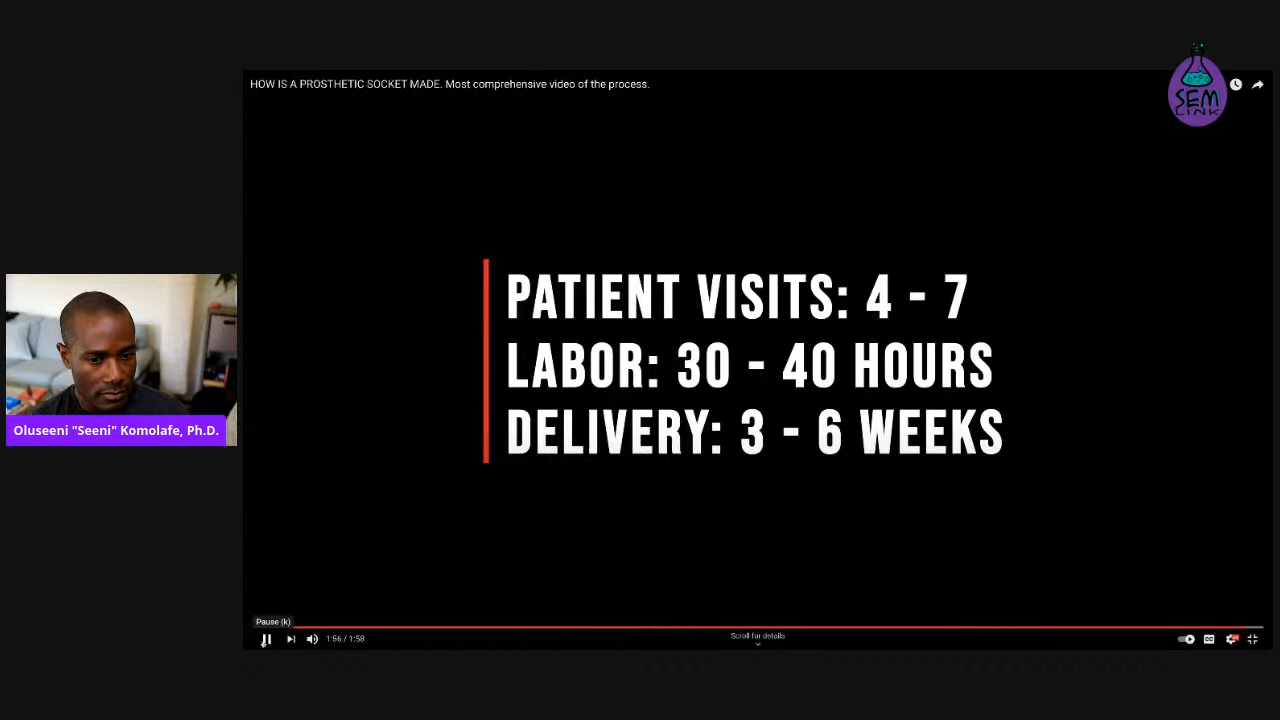 HOW IS A PROSTHETIC SOCKET MADE. Most comprehensive video of the process.
SEM
LINK
PATIENT VISITS: 4 - 7
LABOR: 30 - 40 HOURS
DELIVERY: 3 - 6 WEEKS
Oluseeni "Seeni" Komolafe, Ph.D.
Pause (k)
1:56 / 1:58
Scroll for details